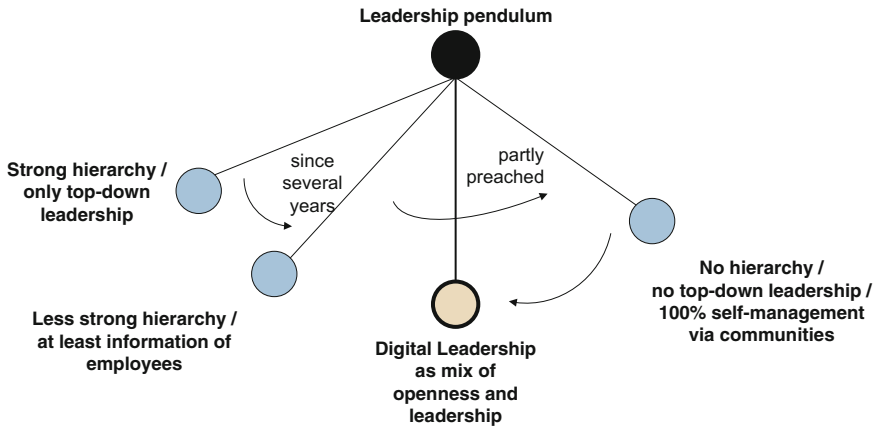 Leadership pendulum
Strong hierarchy /
only top-down
leadership
since
several
years
partly
preached
Less strong hierarchy /
at least information of
employees
Digital Leadership
as mix of
openness and
leadership
No hierarchy /
no top-down leadership /
100% self-management
via communities